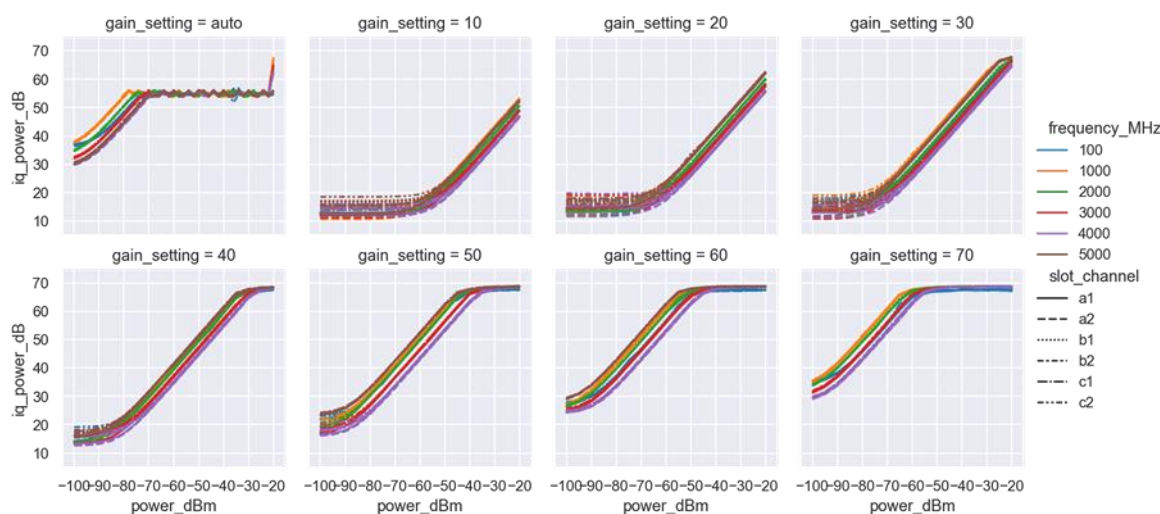 gain_setting = auto
gain_setting = 10
gain_setting = 20
gain_setting = 30
70
60
50
40
30
20
10
iq_power_dB
gain_setting = 40
gain_setting = 50
gain_setting = 60
gain_setting = 70
70
60
50
40
30
20
10
iq_power_dB
−100−90 −80 −70 −60 −50 −40 −30 −20
−100−90 −80 −70 −60 −50 −40 −30 −20
−100−90 −80 −70 −60 −50 −40 −30 −20
−100−90 −80 −70 −60 −50 −40 −30 −20
power_dBm
power_dBm
power_dBm
power_dBm
frequency_MHz
100
1000
2000
3000
4000
5000
slot_channel
a1
a2
b1
b2
c1
c2